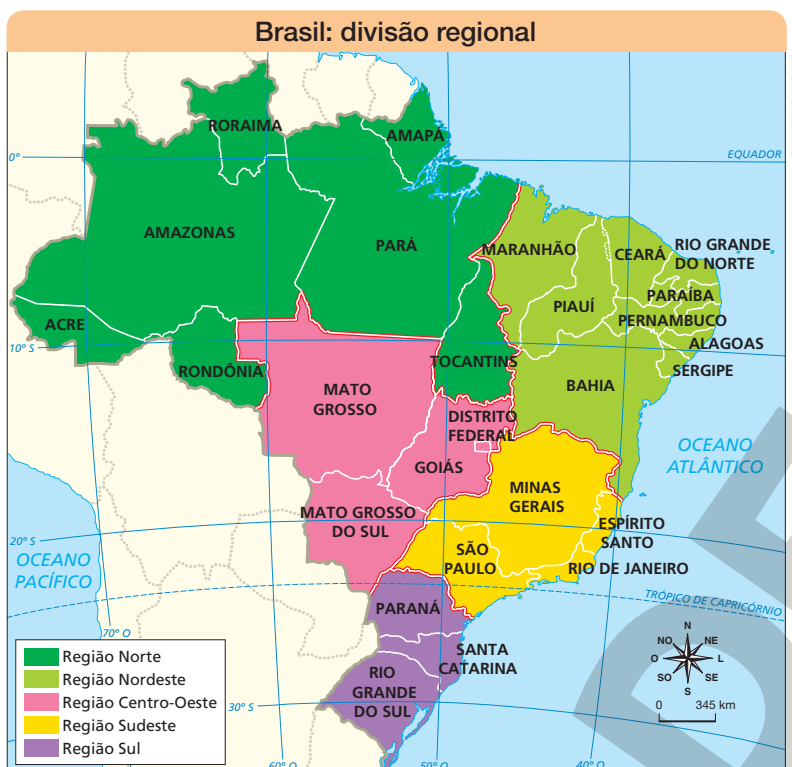 Brasil: divisão regional
RORAIMA
AMAPÁ
EQUADOR
0°
AMAZONAS
PARÁ
MARANHÃO
CEARÁ
RIO GRANDE
DO NORTE
PARAÍBA
PIAUÍ
PERNAMBUCO
ACRE
ALAGOAS
10° S
RONDÔNIA
TOCANTINS
SERGIPE
BAHIA
MATO
GROSSO
DISTRITO
FEDERAL
GOIÁS
OCEANO
ATLÂNTICO
MINAS
GERAIS
MATO GROSSO
DO SUL
ESPÍRITO
SANTO
20° S
OCEANO
PACÍFICO
SÃO
PAULO
RIO DE JANEIRO
TRÓPICO DE CAPRICÓRNIO
PARANÁ
70° O
SANTA
CATARINA
RIO
GRANDE
DO SUL
30° S
Região Norte
Região Nordeste
Região Centro-Oeste
Região Sudeste
Região Sul
N
NO
NE
O
L
SO
SE
S
0
345 km
60° O
50° O
40° O